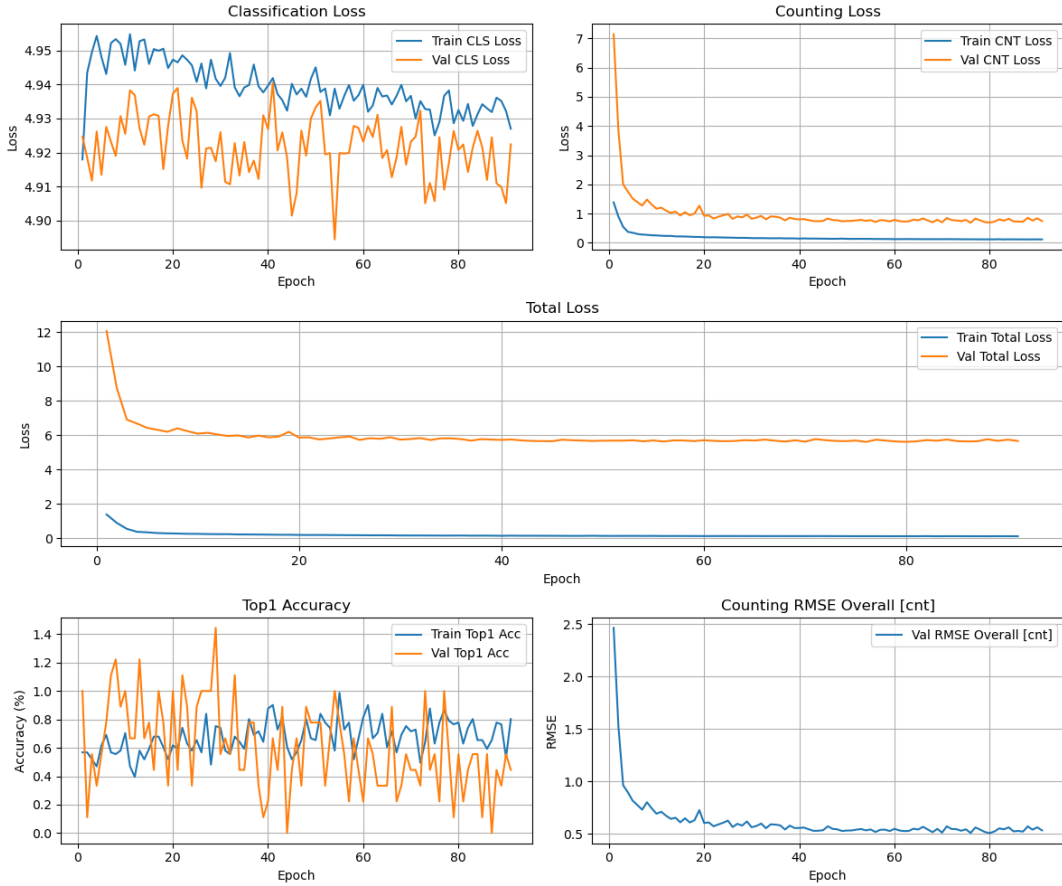 Classification Loss
Loss
4.95
4.94
4.93
4.92
4.91
4.90
Train CLS Loss
Val CLS Loss
0 20 40 60 80
Epoch
Counting Loss
Loss
7
6
5
4
3
2
1
0
Train CNT Loss
Val CNT Loss
0 20 40 60 80
Epoch
Total Loss
Loss
12
10
8
6
4
2
0
Train Total Loss
Val Total Loss
0 20 40 60 80
Epoch
Top1 Accuracy
Accuracy (%)
1.4
1.2
1.0
0.8
0.6
0.4
0.2
0.0
Train Top1 Acc
Val Top1 Acc
0 20 40 60 80
Epoch
Counting RMSE Overall [cnt]
RMSE
2.5
2.0
1.5
1.0
0.5
Val RMSE Overall [cnt]
0 20 40 60 80
Epoch